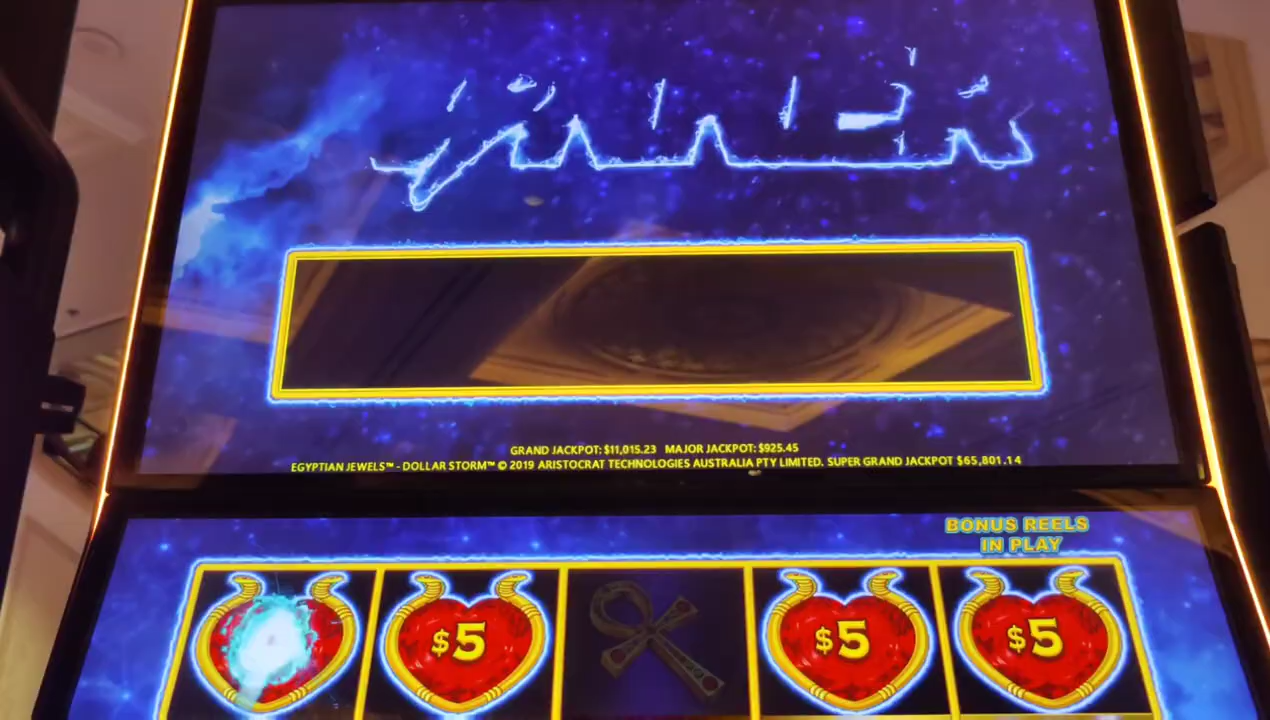 GRAND JACKPOT: $11,015.23 MAJOR JACKPOT: $925.45
EGYPTIAN JEWELS™ - DOLLAR STORM™ © 2019 ARISTOCRAT TECHNOLOGIES AUSTRALIA PTY LIMITED. SUPER GRAND JACKPOT $65,801.14
BONUS REELS
IN PLAY
$5 $5 $5